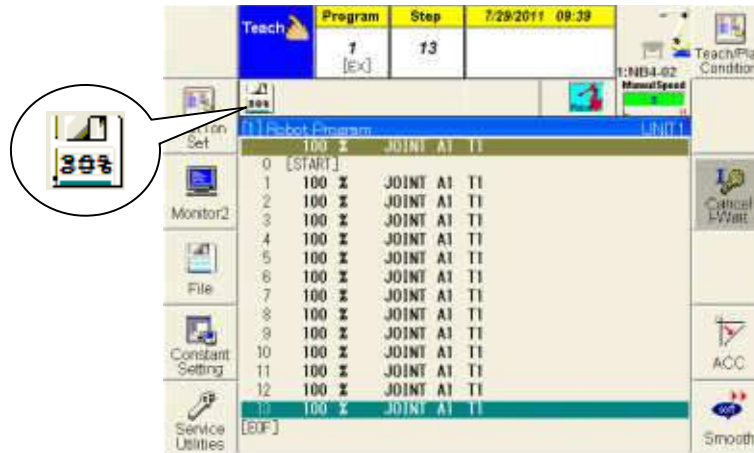 Teach
Program
1
[EX]
Step
13
7/29/2011 09:39
1:NB4-02
Teach/Pla
Condition
Manual Speed
30%
30%
Set
[1] Robot Program UNIT1
100 % JOINT A1 T1
0 [START]
1 100 % JOINT A1 T1
2 100 % JOINT A1 T1
3 100 % JOINT A1 T1
4 100 % JOINT A1 T1
5 100 % JOINT A1 T1
6 100 % JOINT A1 T1
7 100 % JOINT A1 T1
8 100 % JOINT A1 T1
9 100 % JOINT A1 T1
10 100 % JOINT A1 T1
11 100 % JOINT A1 T1
12 100 % JOINT A1 T1
13 100 % JOINT A1 T1
[EOF]
Monitor2
File
Constant
Setting
Service
Utilities
Cancel
I-Wait
ACC
Smooth